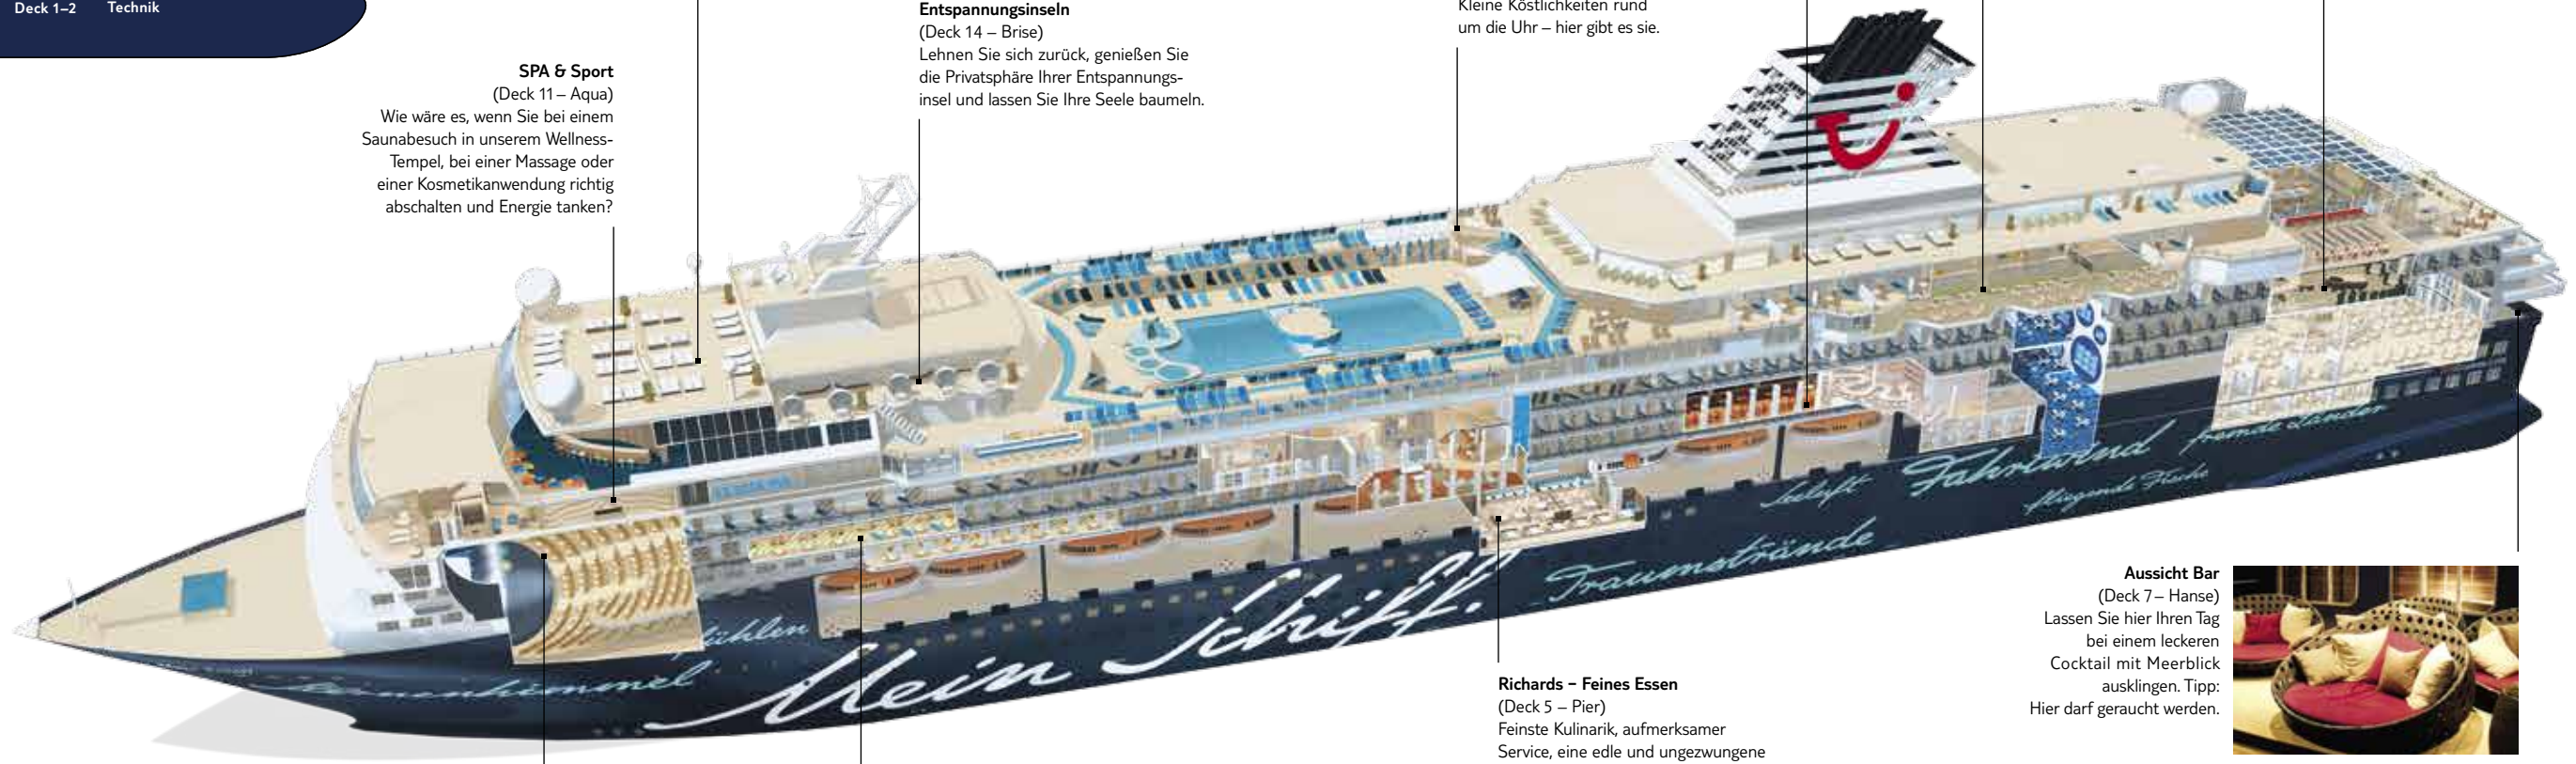 Deck 1–2 Technik
SPA & Sport
(Deck 11 – Aqua)
Wie wäre es, wenn Sie bei einem
Saunabesuch in unserem Wellness-
Tempel, bei einer Massage oder
einer Kosmetikanwendung richtig
abschalten und Energie tanken?
Entspannungsinseln
(Deck 14 – Brise)
Lehnen Sie sich zurück, genießen Sie
die Privatsphäre Ihrer Entspannungs-
insel und lassen Sie Ihre Seele baumeln.
Kleine Köstlichkeiten rund
um die Uhr – hier gibt es sie.
fühlen
Mein Schiff.
Traumstrände
Seeluft
Fahrtwind
fremde Länder
fliegende Fische
Richards – Feines Essen
(Deck 5 – Pier)
Feinste Kulinarik, aufmerksamer
Service, eine edle und ungezwungene
Aussicht Bar
(Deck 7 – Hanse)
Lassen Sie hier Ihren Tag
bei einem leckeren
Cocktail mit Meerblick
ausklingen. Tipp:
Hier darf geraucht werden.